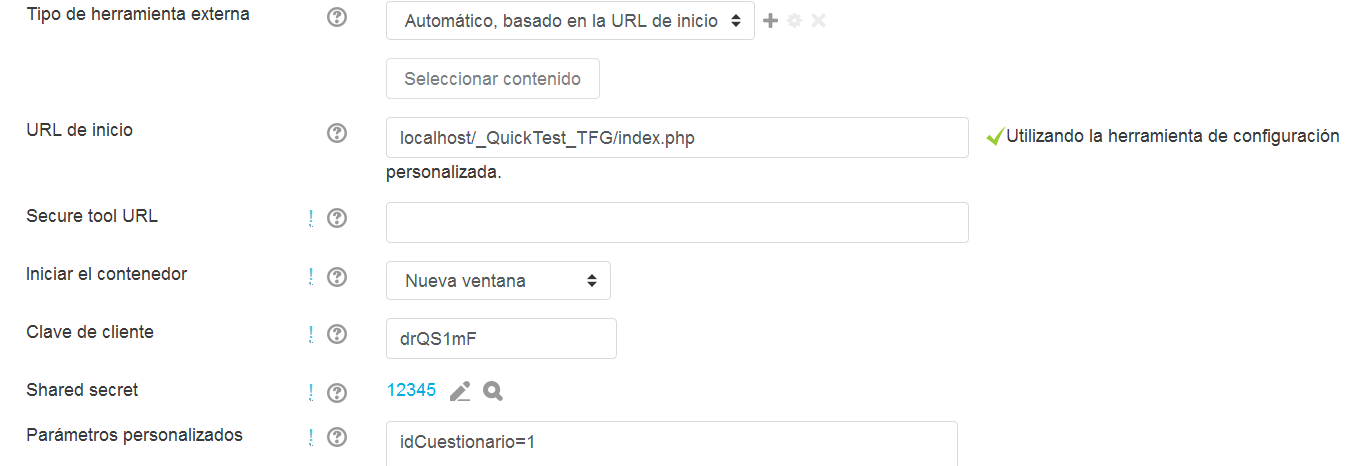 Tipo de herramienta externa
Automático, basado en la URL de inicio
Seleccionar contenido
URL de inicio
localhost/_QuickTest_TFG/index.php
Utilizando la herramienta de configuración
personalizada.
Secure tool URL
Iniciar el contenedor
Nueva ventana
Clave de cliente
drQS1mF
Shared secret
12345
Parámetros personalizados
idCuestionario=1